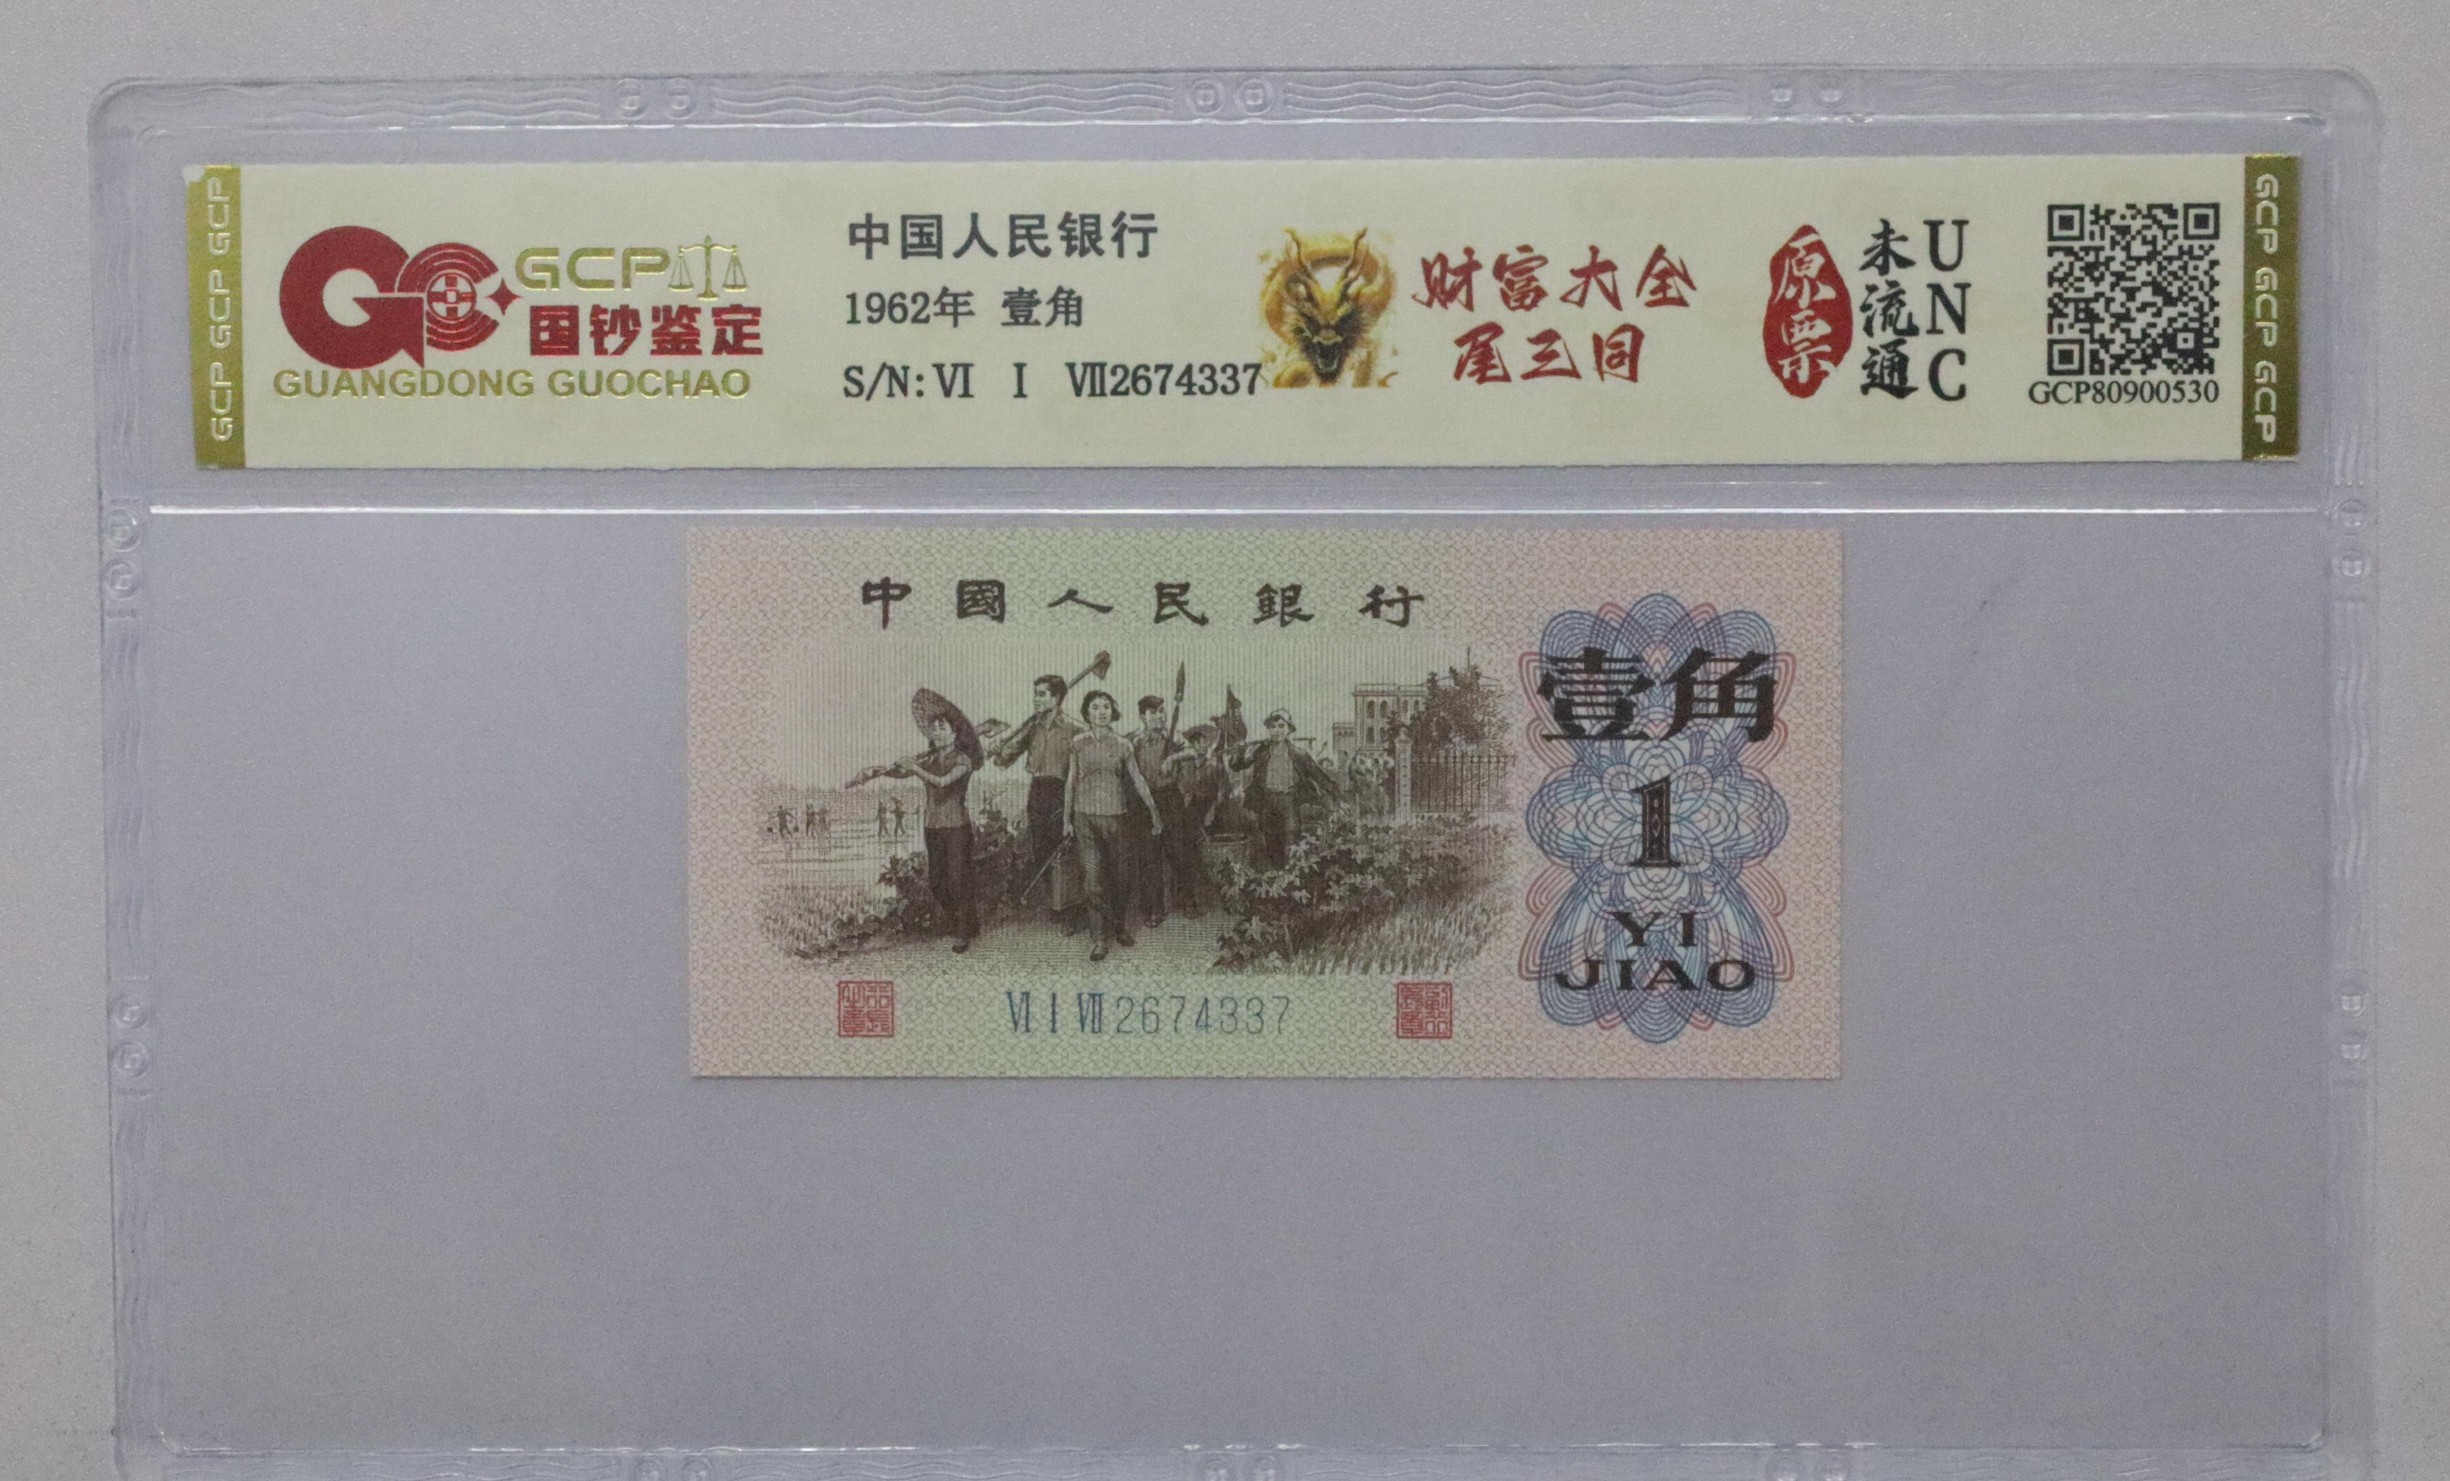 GCP GCP GCP
GCP
国钞鉴定
GUANGDONG GUOCHAO
中国人民银行
1962年 壹角
S/N: Ⅵ Ⅰ Ⅶ2674337
财富大全
尾三同
原票
未流通
UNC
GCP80900530
GCP GCP GCP
中國人民銀行
壹角
1
YI
JIAO
Ⅵ Ⅰ Ⅶ 2674337